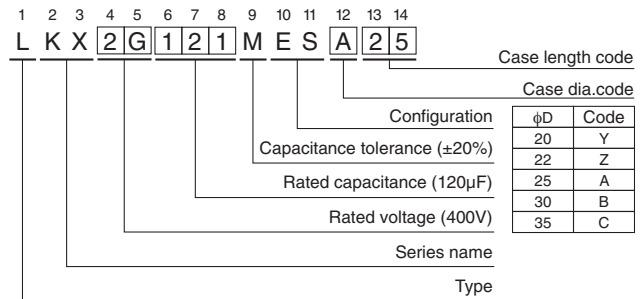 1 2 3 4 5 6 7 8 9 10 11 12 13 14
L K X 2 G 1 2 1 M E S A 2 5
Case length code
Case dia.code
Configuration
Capacitance tolerance (±20%)
Rated capacitance (120µF)
Rated voltage (400V)
Series name
Type
ϕD Code
20 Y
22 Z
25 A
30 B
35 C